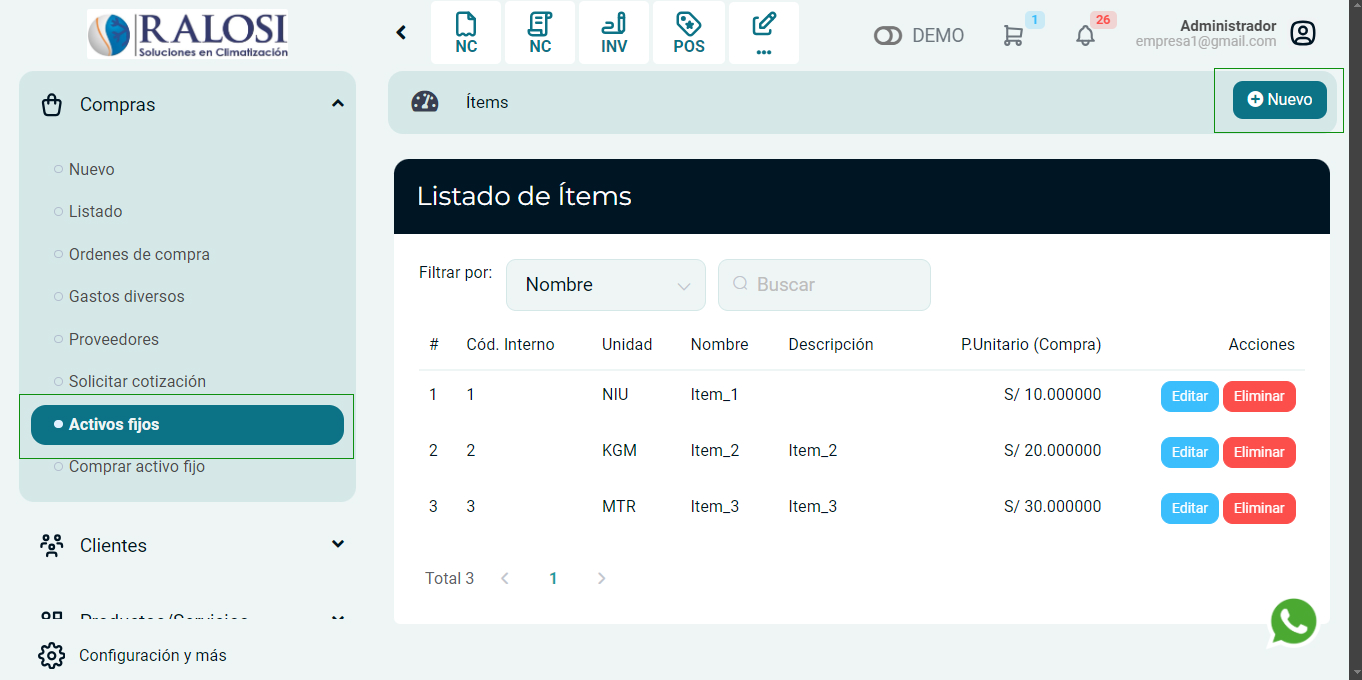 RALOSI
Soluciones en Climatización
NC
NC
INV
POS
...
DEMO
1
26
Administrador
empresa1@gmail.com
Compras
Nuevo
Listado
Ordenes de compra
Gastos diversos
Proveedores
Solicitar cotización
Activos fijos
Comprar activo fijo
Clientes
Productos/Servicios
Configuración y más
Ítems
Nuevo
Listado de Ítems
Filtrar por: Nombre Buscar
# Cód. Interno Unidad Nombre Descripción P.Unitario (Compra) Acciones
1 1 NIU Item_1 S/ 10.000000 Editar Eliminar
2 2 KGM Item_2 Item_2 S/ 20.000000 Editar Eliminar
3 3 MTR Item_3 Item_3 S/ 30.000000 Editar Eliminar
Total 3 1